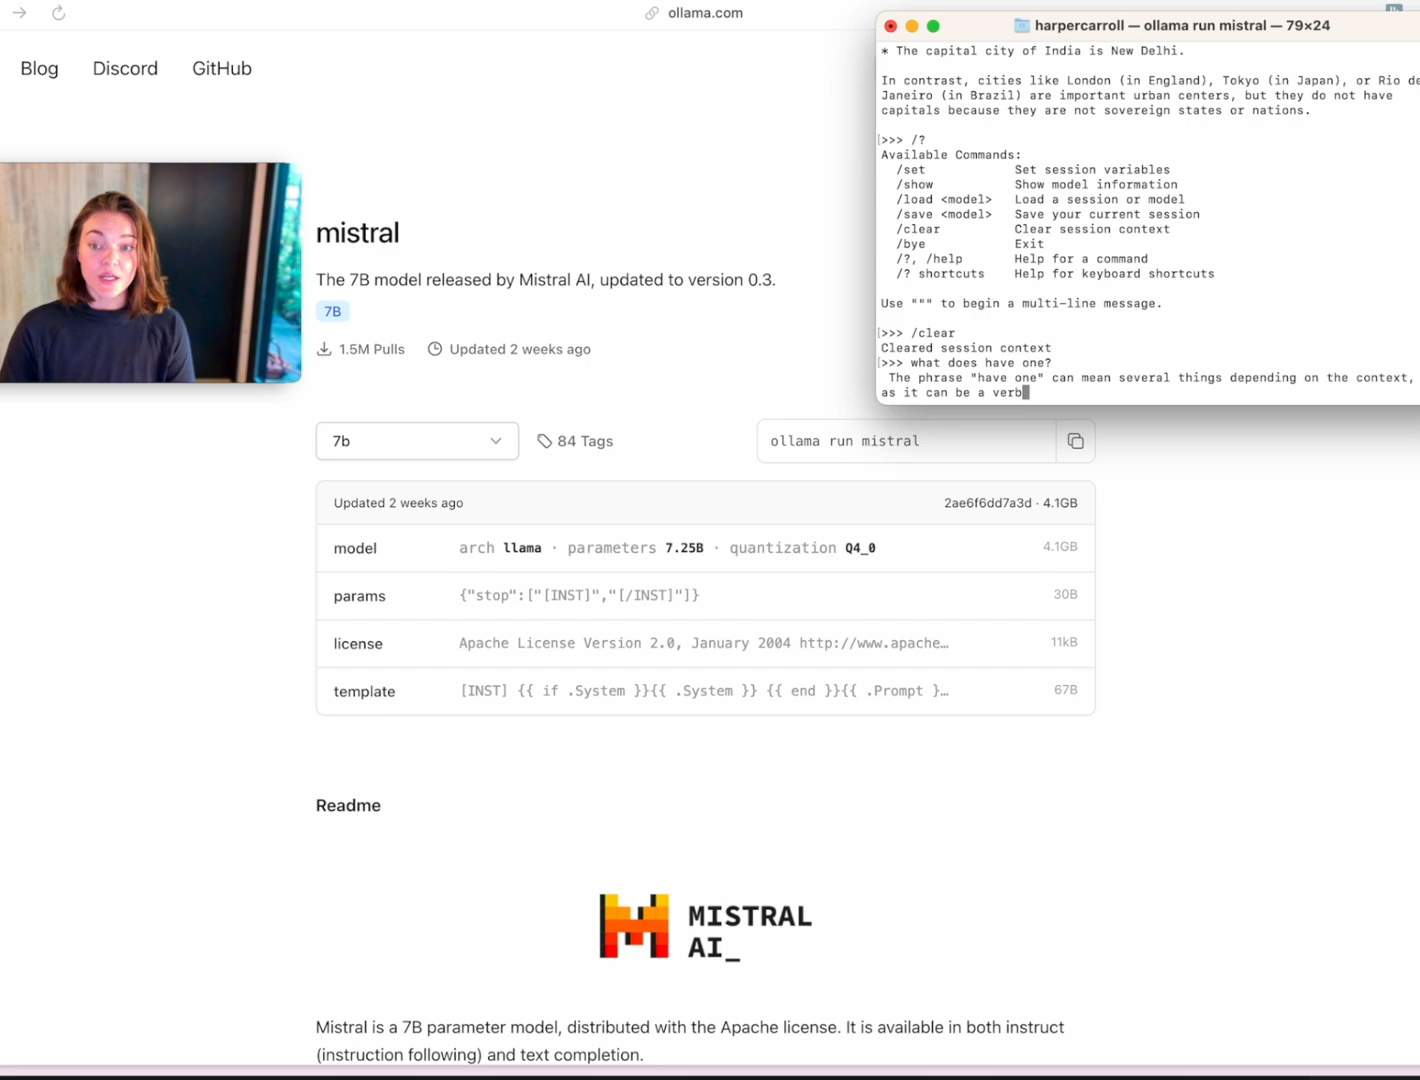 ollama.com
Blog
Discord
GitHub
mistral
The 7B model released by Mistral AI, updated to version 0.3.
7B
1.5M Pulls
Updated 2 weeks ago
7b
84 Tags
ollama run mistral
Updated 2 weeks ago
2ae6f6dd7a3d · 4.1GB
model
arch llama · parameters 7.25B · quantization Q4_0
4.1GB
params
{"stop":["[INST]","[/INST]"]}
30B
license
Apache License Version 2.0, January 2004 http://www.apache…
11kB
template
[INST] {{ if .System }}{{ .System }} {{ end }}{{ .Prompt }…
67B
Readme
MISTRAL
AI_
Mistral is a 7B parameter model, distributed with the Apache license. It is available in both instruct
(instruction following) and text completion.
harpercarroll — ollama run mistral — 79×24
* The capital city of India is New Delhi.
In contrast, cities like London (in England), Tokyo (in Japan), or Rio de
Janeiro (in Brazil) are important urban centers, but they do not have
capitals because they are not sovereign states or nations.
[>>> /?
Available Commands:
/set Set session variables
/show Show model information
/load <model> Load a session or model
/save <model> Save your current session
/clear Clear session context
/bye Exit
/?, /help Help for a command
/? shortcuts Help for keyboard shortcuts
Use """ to begin a multi-line message.
[>>> /clear
Cleared session context
[>>> what does have one?
The phrase "have one" can mean several things depending on the context,
as it can be a verb